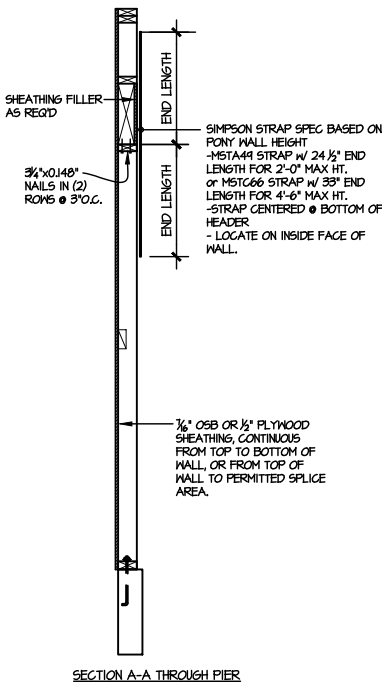 END LENGTH
END LENGTH
SHEATHING FILLER
AS REQ'D
3¼"x0.148"
NAILS IN (2)
ROWS @ 3"O.C.
SIMPSON STRAP SPEC BASED ON
PONY WALL HEIGHT
-MSTA49 STRAP w/ 24 ½" END
LENGTH FOR 2'-0" MAX HT.
or MSTC66 STRAP w/ 33" END
LENGTH FOR 4'-6" MAX HT.
-STRAP CENTERED @ BOTTOM OF
HEADER
- LOCATE ON INSIDE FACE OF
WALL.
7/16" OSB OR ½" PLYWOOD
SHEATHING, CONTINUOUS
FROM TOP TO BOTTOM OF
WALL, OR FROM TOP OF
WALL TO PERMITTED SPLICE
AREA.
SECTION A-A THROUGH PIER